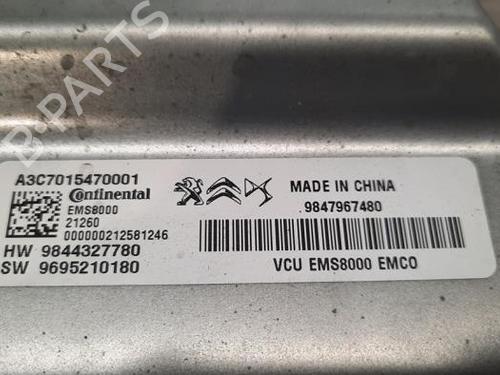 B-PARTS
A3C7015470001
Continental
EMS8000
21260
000000212581246
HW 9844327780
SW 9695210180
MADE IN CHINA
9847967480
VCU EMS8000 EMCO